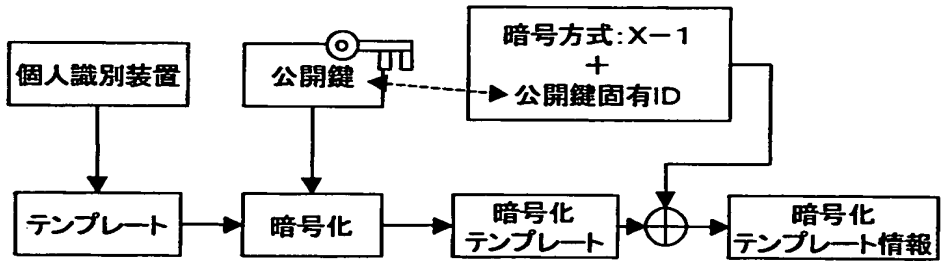 個人識別装置
公開鍵
暗号方式:X-1
+
公開鍵固有ID
テンプレート
暗号化
暗号化
テンプレート
暗号化
テンプレート情報